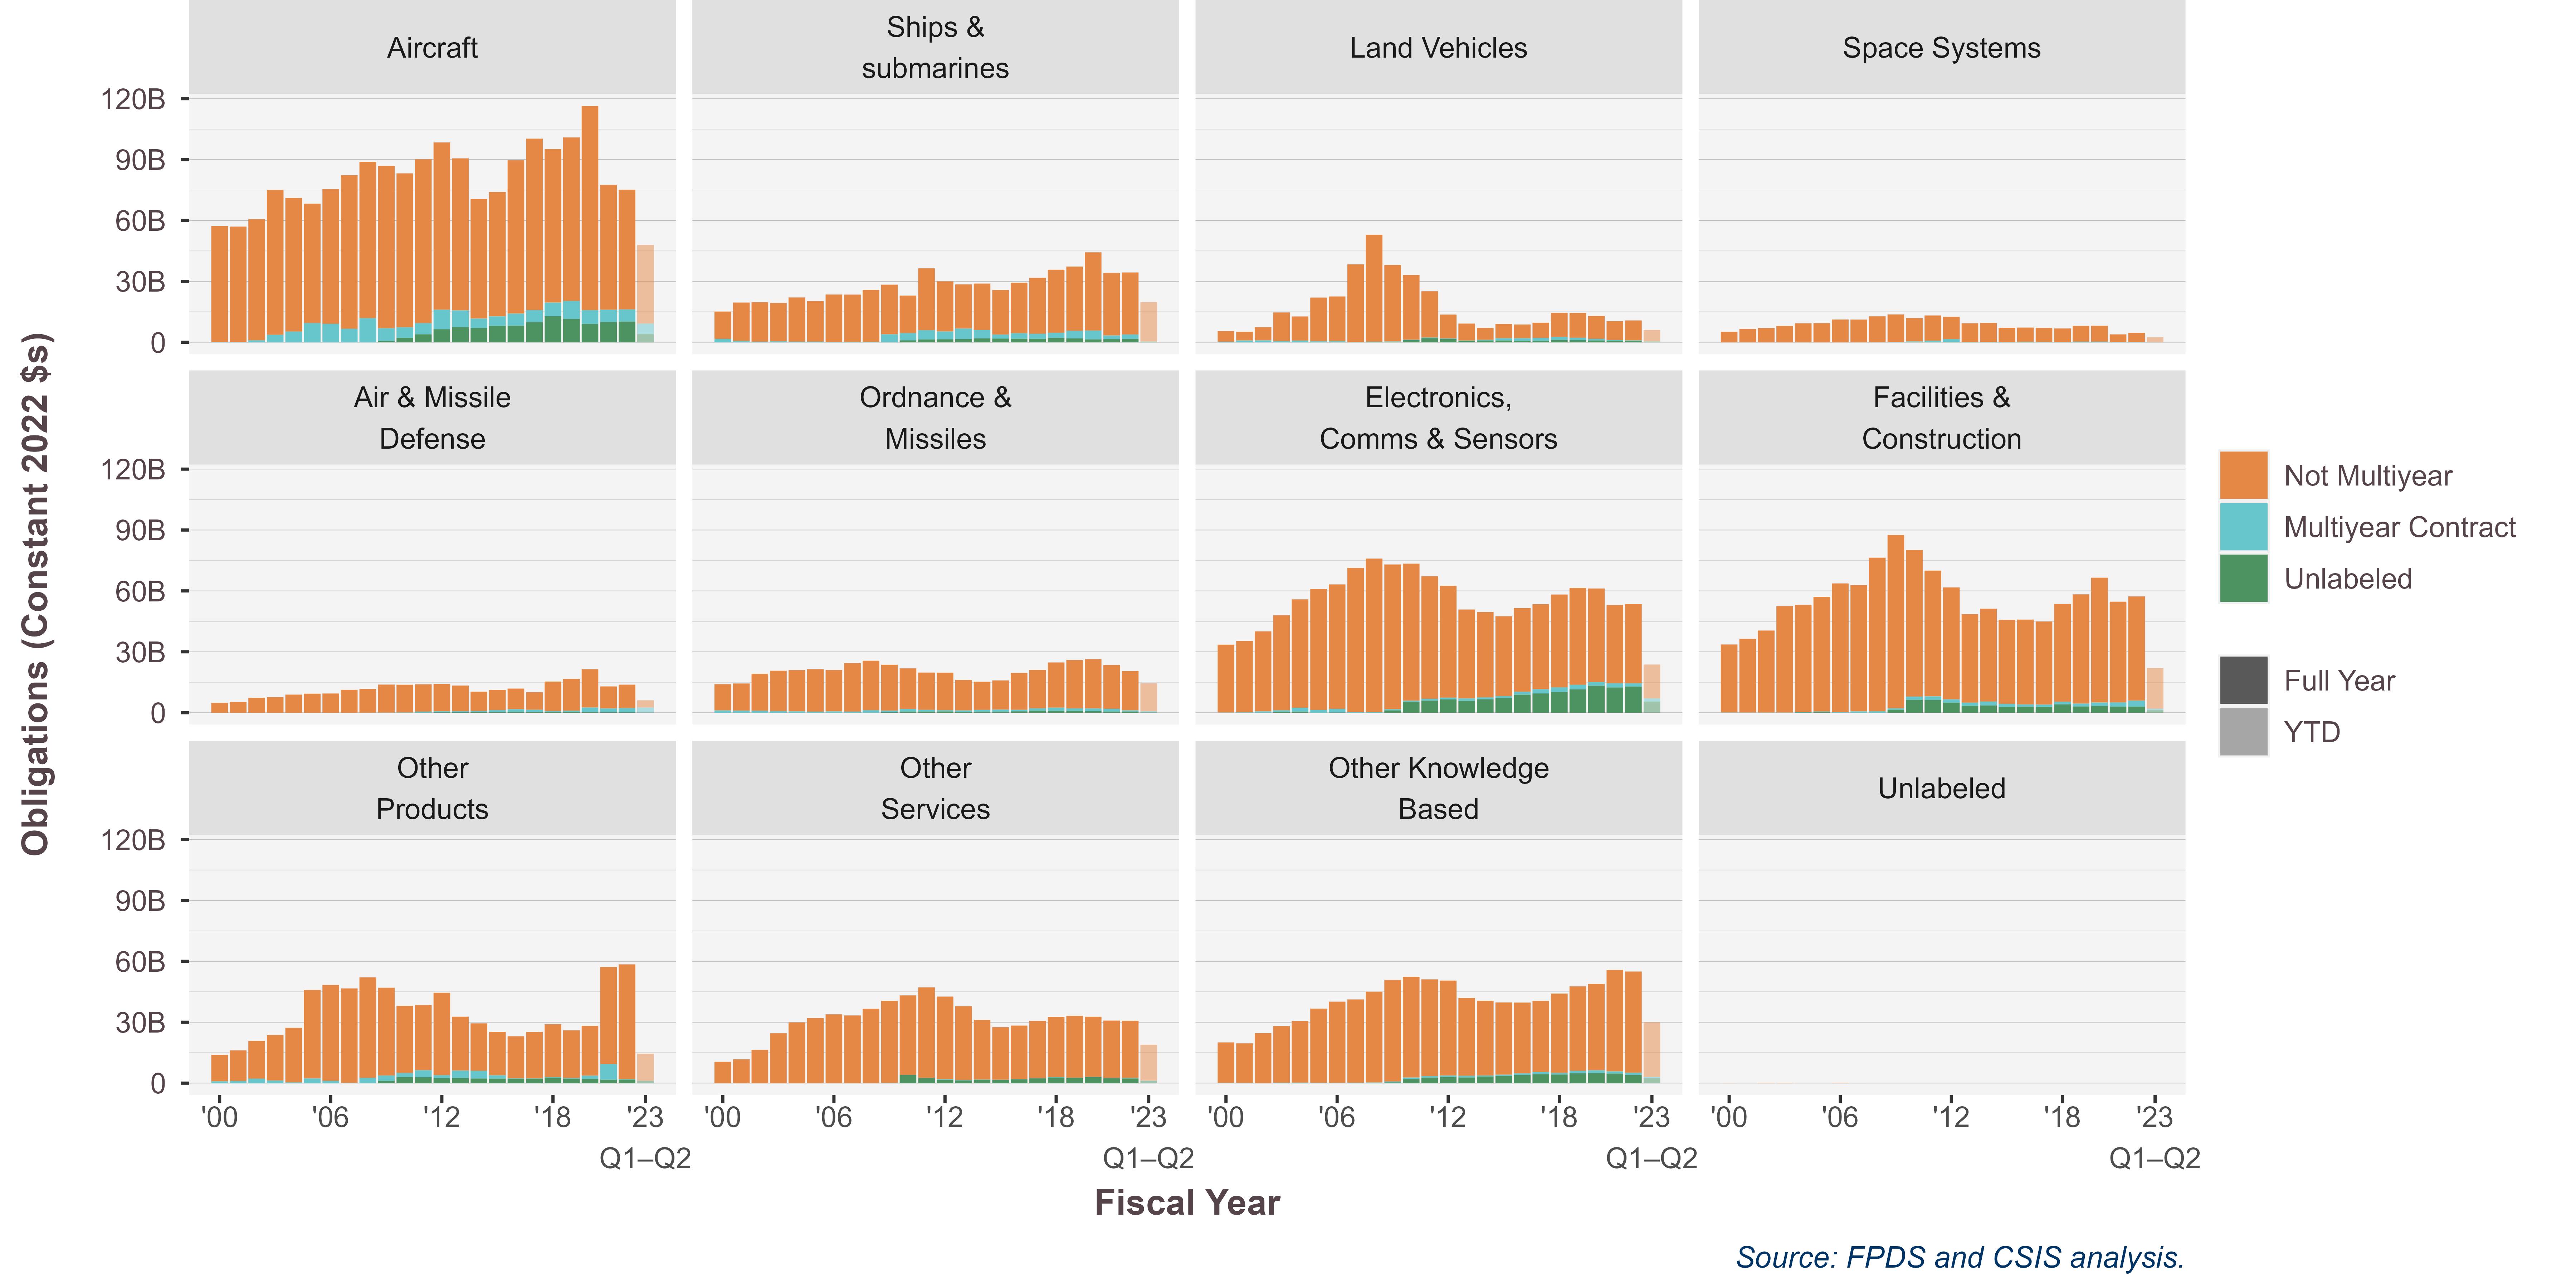 Aircraft
Ships &
submarines
Land Vehicles
Space Systems
120B
90B
60B
30B
0
Air & Missile
Defense
Ordnance &
Missiles
Electronics,
Comms & Sensors
Facilities &
Construction
120B
90B
60B
30B
0
Other
Products
Other
Services
Other Knowledge
Based
Unlabeled
120B
90B
60B
30B
0
'00 '06 '12 '18 '23
Q1–Q2
'00 '06 '12 '18 '23
Q1–Q2
'00 '06 '12 '18 '23
Q1–Q2
'00 '06 '12 '18 '23
Q1–Q2
Fiscal Year
Obligations (Constant 2022 $s)
Not Multiyear
Multiyear Contract
Unlabeled
Full Year
YTD
Source: FPDS and CSIS analysis.